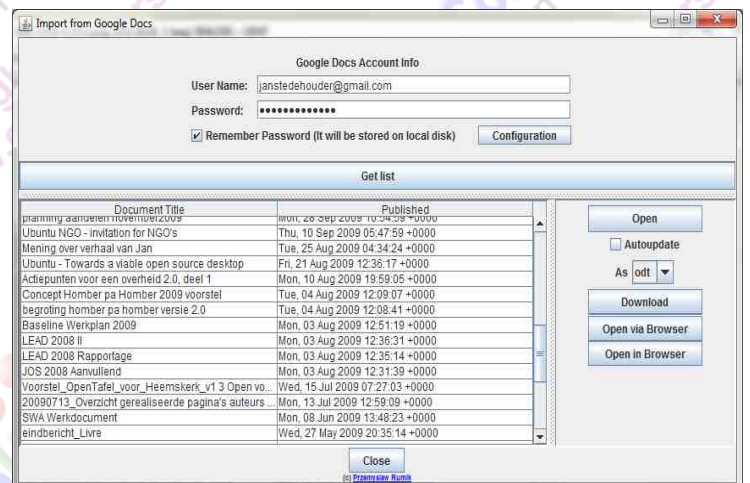 Import from Google Docs
Google Docs Account Info
User Name: janstedehouder@gmail.com
Password: •••••••••••••
Remember Password (It will be stored on local disk) Configuration
Get list
Document Title Published
planning aandelen november2009 Mon, 28 Sep 2009 10:54:59 +0000
Ubuntu NGO - invitation for NGO's Thu, 10 Sep 2009 05:47:59 +0000
Mening over verhaal van Jan Tue, 25 Aug 2009 04:34:24 +0000
Ubuntu - Towards a viable open source desktop Fri, 21 Aug 2009 12:36:17 +0000
Actiepunten voor een overheid 2.0, deel 1 Mon, 10 Aug 2009 19:59:05 +0000
Concept Homber pa Homber 2009 voorstel Tue, 04 Aug 2009 12:09:07 +0000
begroting homber pa homber versie 2.0 Tue, 04 Aug 2009 12:08:41 +0000
Baseline Werkplan 2009 Mon, 03 Aug 2009 12:51:19 +0000
LEAD 2008 II Mon, 03 Aug 2009 12:36:31 +0000
LEAD 2008 Rapportage Mon, 03 Aug 2009 12:35:14 +0000
JOS 2008 Aanvullend Mon, 03 Aug 2009 12:31:39 +0000
Voorstel_OpenTafel_voor_Heemskerk_v1 3 Open vo... Wed, 15 Jul 2009 07:27:03 +0000
20090713_Overzicht gerealiseerde pagina's auteurs ... Mon, 13 Jul 2009 12:59:09 +0000
SWA Werkdocument Mon, 08 Jun 2009 13:48:23 +0000
eindbericht_Livre Wed, 27 May 2009 20:35:14 +0000
Open
Autoupdate
As odt
Download
Open via Browser
Open in Browser
Close
(c) Przemyslaw Rumik